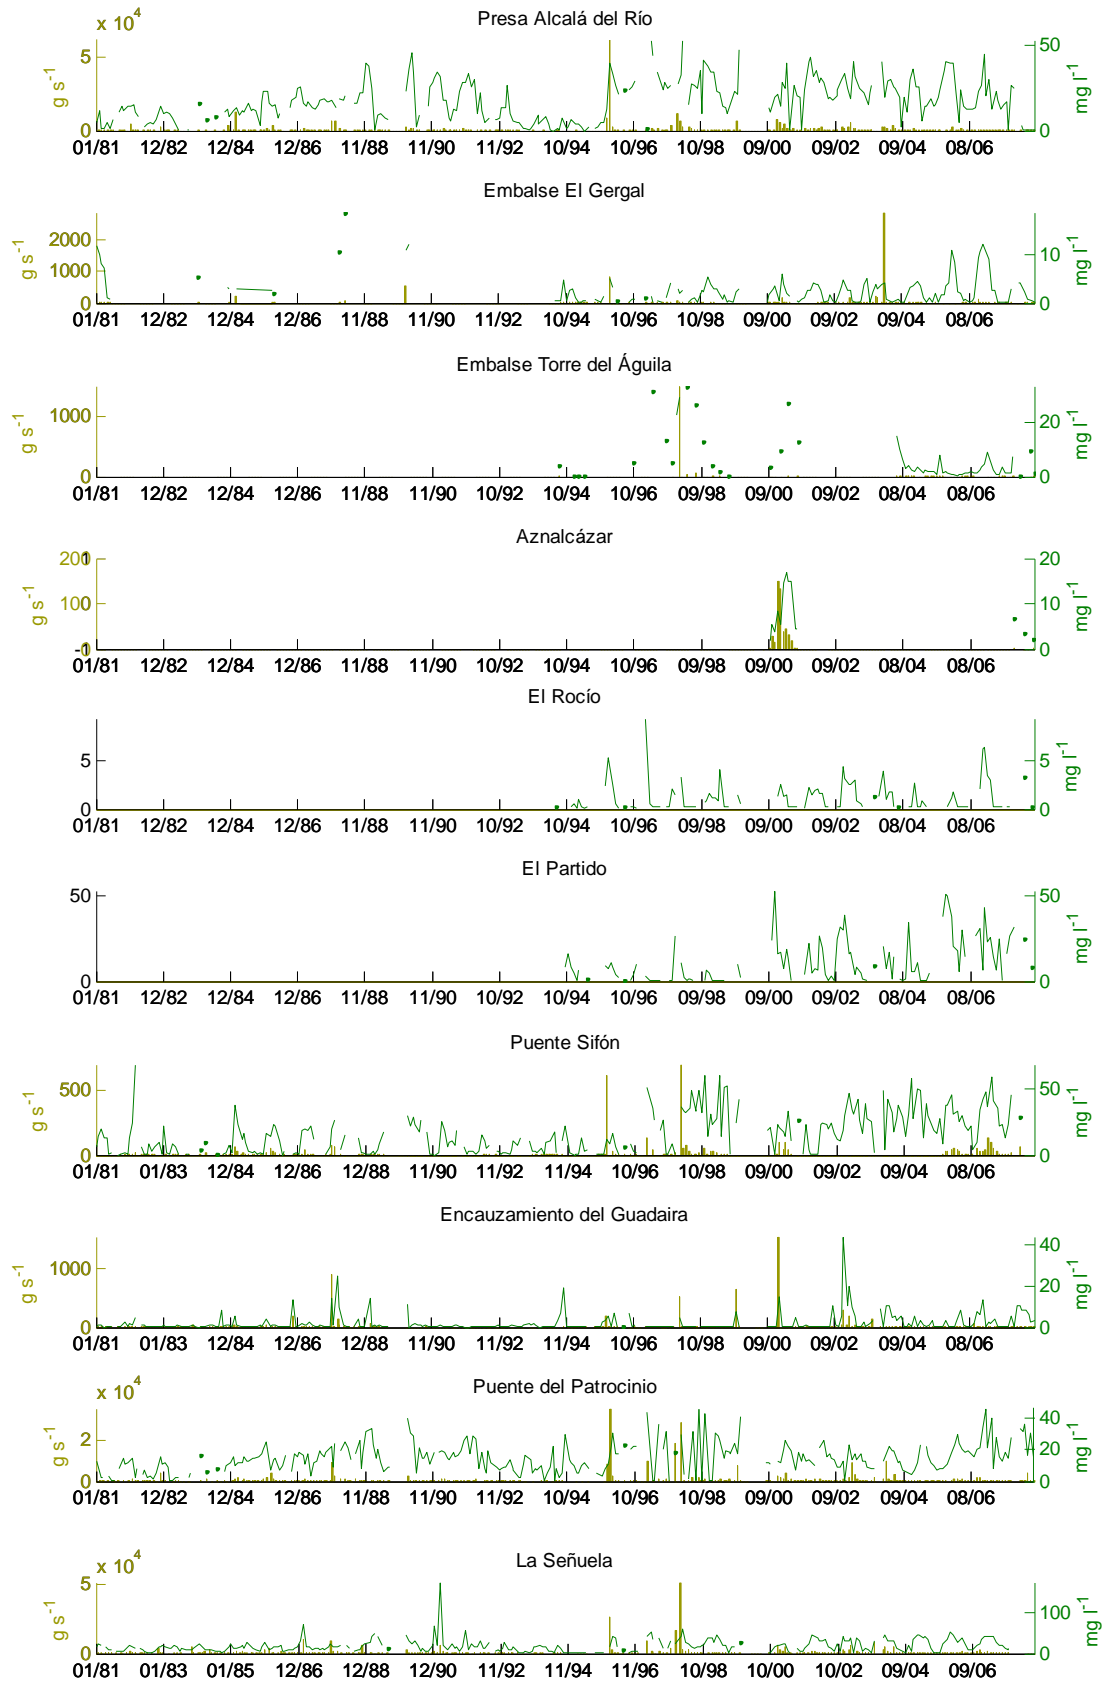 Presa Alcalá del Río
x 10^4
5
0
g s^-1
50
0
mg l^-1
01/81 12/82 12/84 12/86 11/88 11/90 11/92 10/94 10/96 10/98 09/00 09/02 09/04 08/06
Embalse El Gergal
2000
1000
0
g s^-1
10
0
mg l^-1
01/81 12/82 12/84 12/86 11/88 11/90 11/92 10/94 10/96 10/98 09/00 09/02 09/04 08/06
Embalse Torre del Águila
1000
0
g s^-1
20
0
mg l^-1
01/81 12/82 12/84 12/86 11/88 11/90 10/92 10/94 10/96 09/98 09/00 09/02 08/04 08/06
Aznalcázar
200
1
100
0
-1
g s^-1
20
10
0
mg l^-1
01/81 12/82 12/84 12/86 11/88 11/90 10/92 10/94 10/96 09/98 09/00 09/02 08/04 08/06
El Rocío
5
0
5
0
mg l^-1
01/81 12/82 12/84 12/86 11/88 11/90 10/92 10/94 10/96 09/98 09/00 09/02 08/04 08/06
El Partido
50
0
50
0
mg l^-1
01/81 12/82 12/84 12/86 11/88 11/90 10/92 10/94 10/96 09/98 09/00 09/02 08/04 08/06
Puente Sifón
500
0
g s^-1
50
0
mg l^-1
01/81 01/83 12/84 12/86 12/88 11/90 11/92 11/94 10/96 10/98 10/00 09/02 09/04 09/06
Encauzamiento del Guadaira
1000
0
g s^-1
40
20
0
mg l^-1
01/81 12/82 12/84 12/86 11/88 11/90 11/92 10/94 10/96 10/98 09/00 09/02 09/04 08/06
Puente del Patrocinio
x 10^4
2
0
g s^-1
40
20
0
mg l^-1
01/81 12/82 12/84 12/86 11/88 11/90 11/92 10/94 10/96 10/98 09/00 09/02 09/04 08/06
La Señuela
x 10^4
5
0
g s^-1
100
0
mg l^-1
01/81 01/83 01/85 12/86 12/88 12/90 11/92 11/94 11/96 10/98 10/00 10/02 09/04 09/06